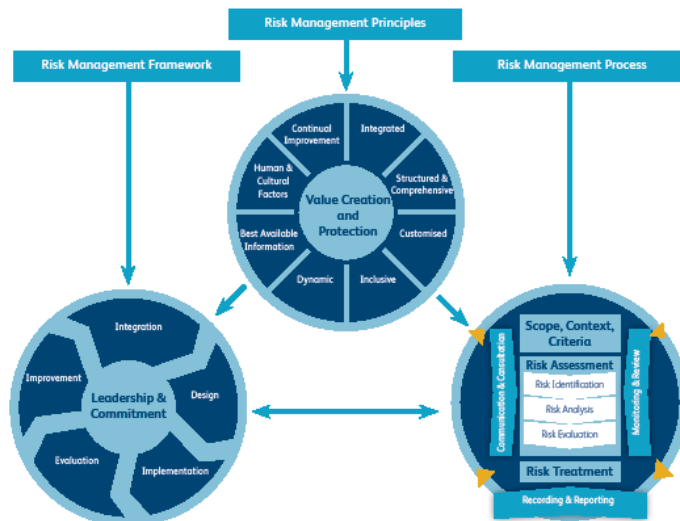 Risk Management Principles
Risk Management Framework
Risk Management Process
Continual
Improvement
Integrated
Human &
Cultural
Factors
Structured &
Comprehensive
Value Creation
and
Protection
Best Available
Information
Customised
Dynamic
Inclusive
Integration
Improvement
Leadership &
Commitment
Design
Evaluation
Implementation
Scope, Context,
Criteria
Communication & Consultation
Risk Assessment
Risk Identification
Risk Analysis
Risk Evaluation
Monitoring & Review
Risk Treatment
Recording & Reporting